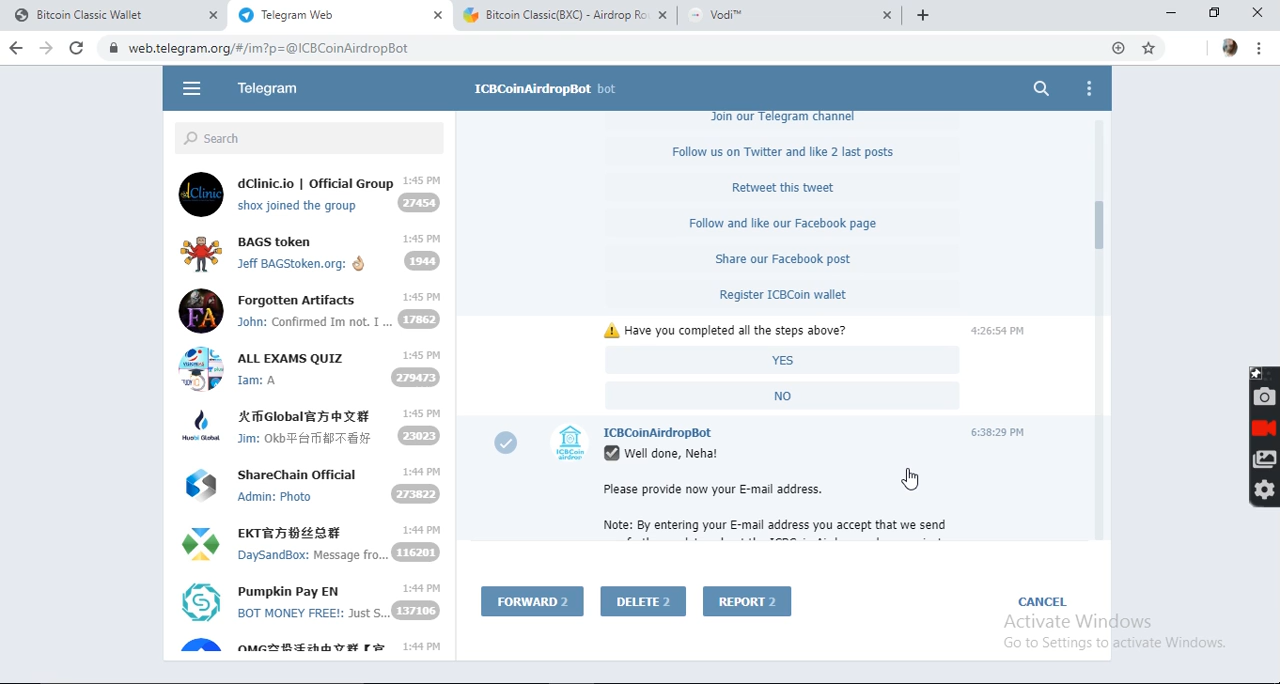 Bitcoin Classic Wallet
Telegram Web
Bitcoin Classic(BXC) - Airdrop Ro
Vodi™
web.telegram.org/#/im?p=@ICBCoinAirdropBot
Telegram
ICBCoinAirdropBot bot
Search
dClinic.io | Official Group 1:45 PM
shox joined the group 27454
BAGS token 1:45 PM
Jeff BAGStoken.org: 👌🏼 1944
Forgotten Artifacts 1:45 PM
John: Confirmed Im not. I ... 17862
ALL EXAMS QUIZ 1:45 PM
Iam: A 279473
火币Global官方中文群 1:45 PM
Jim: Okb平台币都不看好 23023
ShareChain Official 1:44 PM
Admin: Photo 273822
EKT官方粉丝总群 1:44 PM
DaySandBox: Message fro... 116201
Pumpkin Pay EN 1:44 PM
BOT MONEY FREE!: Just S... 137106
1:44 PM
dClinic
Huobi Global
FA
Join our Telegram channel
Follow us on Twitter and like 2 last posts
Retweet this tweet
Follow and like our Facebook page
Share our Facebook post
Register ICBCoin wallet
⚠ Have you completed all the steps above? 4:26:54 PM
YES
NO
ICBCoinAirdropBot 6:38:29 PM
ICBCoin
airdrop
☑ Well done, Neha!
Please provide now your E-mail address.
Note: By entering your E-mail address you accept that we send
FORWARD 2
DELETE 2
REPORT 2
CANCEL
Activate Windows
Go to Settings to activate Windows.